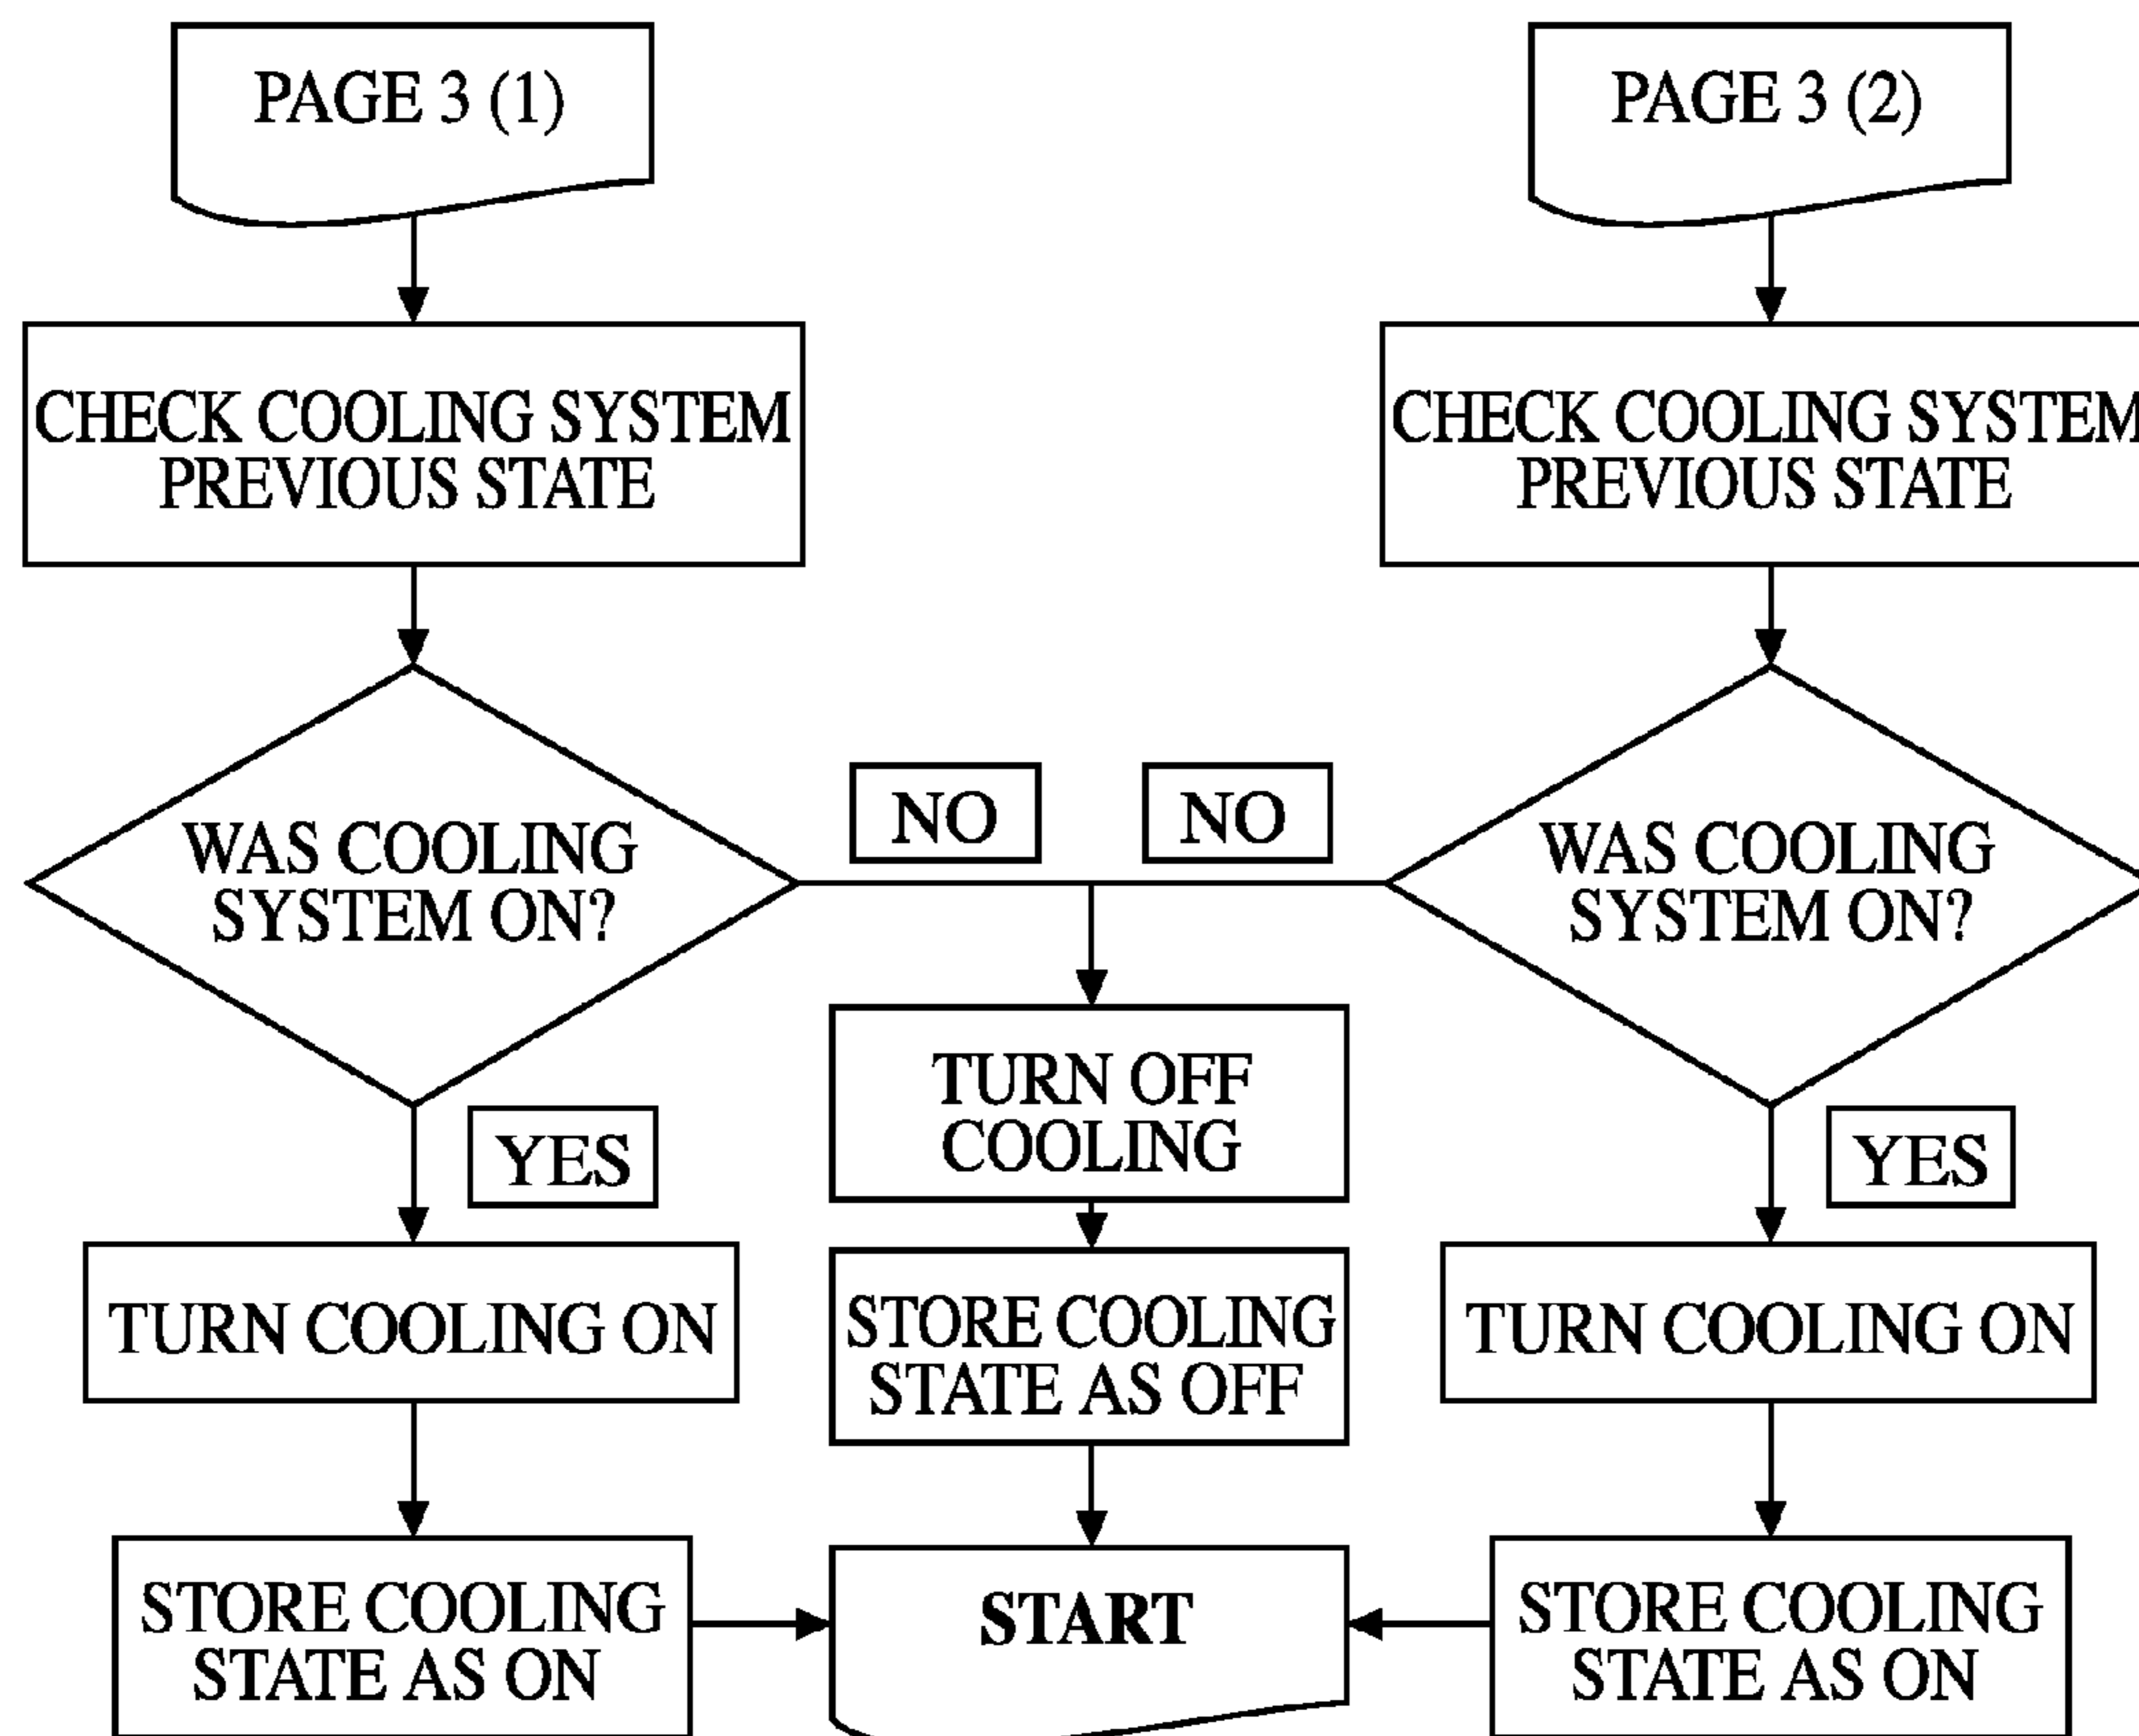 PAGE 3 (1)
CHECK COOLING SYSTEM
PREVIOUS STATE
WAS COOLING
SYSTEM ON?
NO
YES
TURN COOLING ON
STORE COOLING
STATE AS ON
TURN OFF
COOLING
STORE COOLING
STATE AS OFF
START
PAGE 3 (2)
CHECK COOLING SYSTEM
PREVIOUS STATE
WAS COOLING
SYSTEM ON?
NO
YES
TURN COOLING ON
STORE COOLING
STATE AS ON